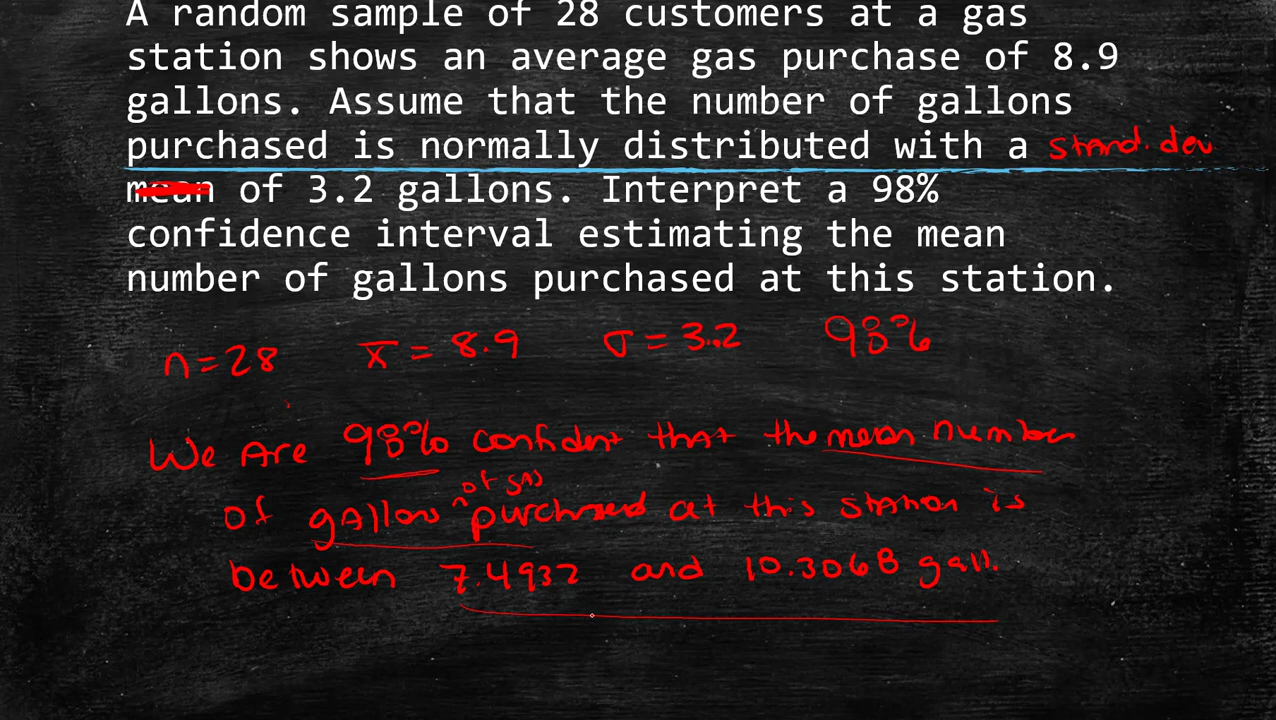 A random sample of 28 customers at a gas
station shows an average gas purchase of 8.9
gallons. Assume that the number of gallons
purchased is normally distributed with a stand. dev
mean of 3.2 gallons. Interpret a 98%
confidence interval estimating the mean
number of gallons purchased at this station.
n=28 x̅ = 8.9 σ = 3.2 98%
We Are 98% confident that the mean number
of gallons ^of gas purchased at this station is
between 7.4932 and 10.3068 gall.